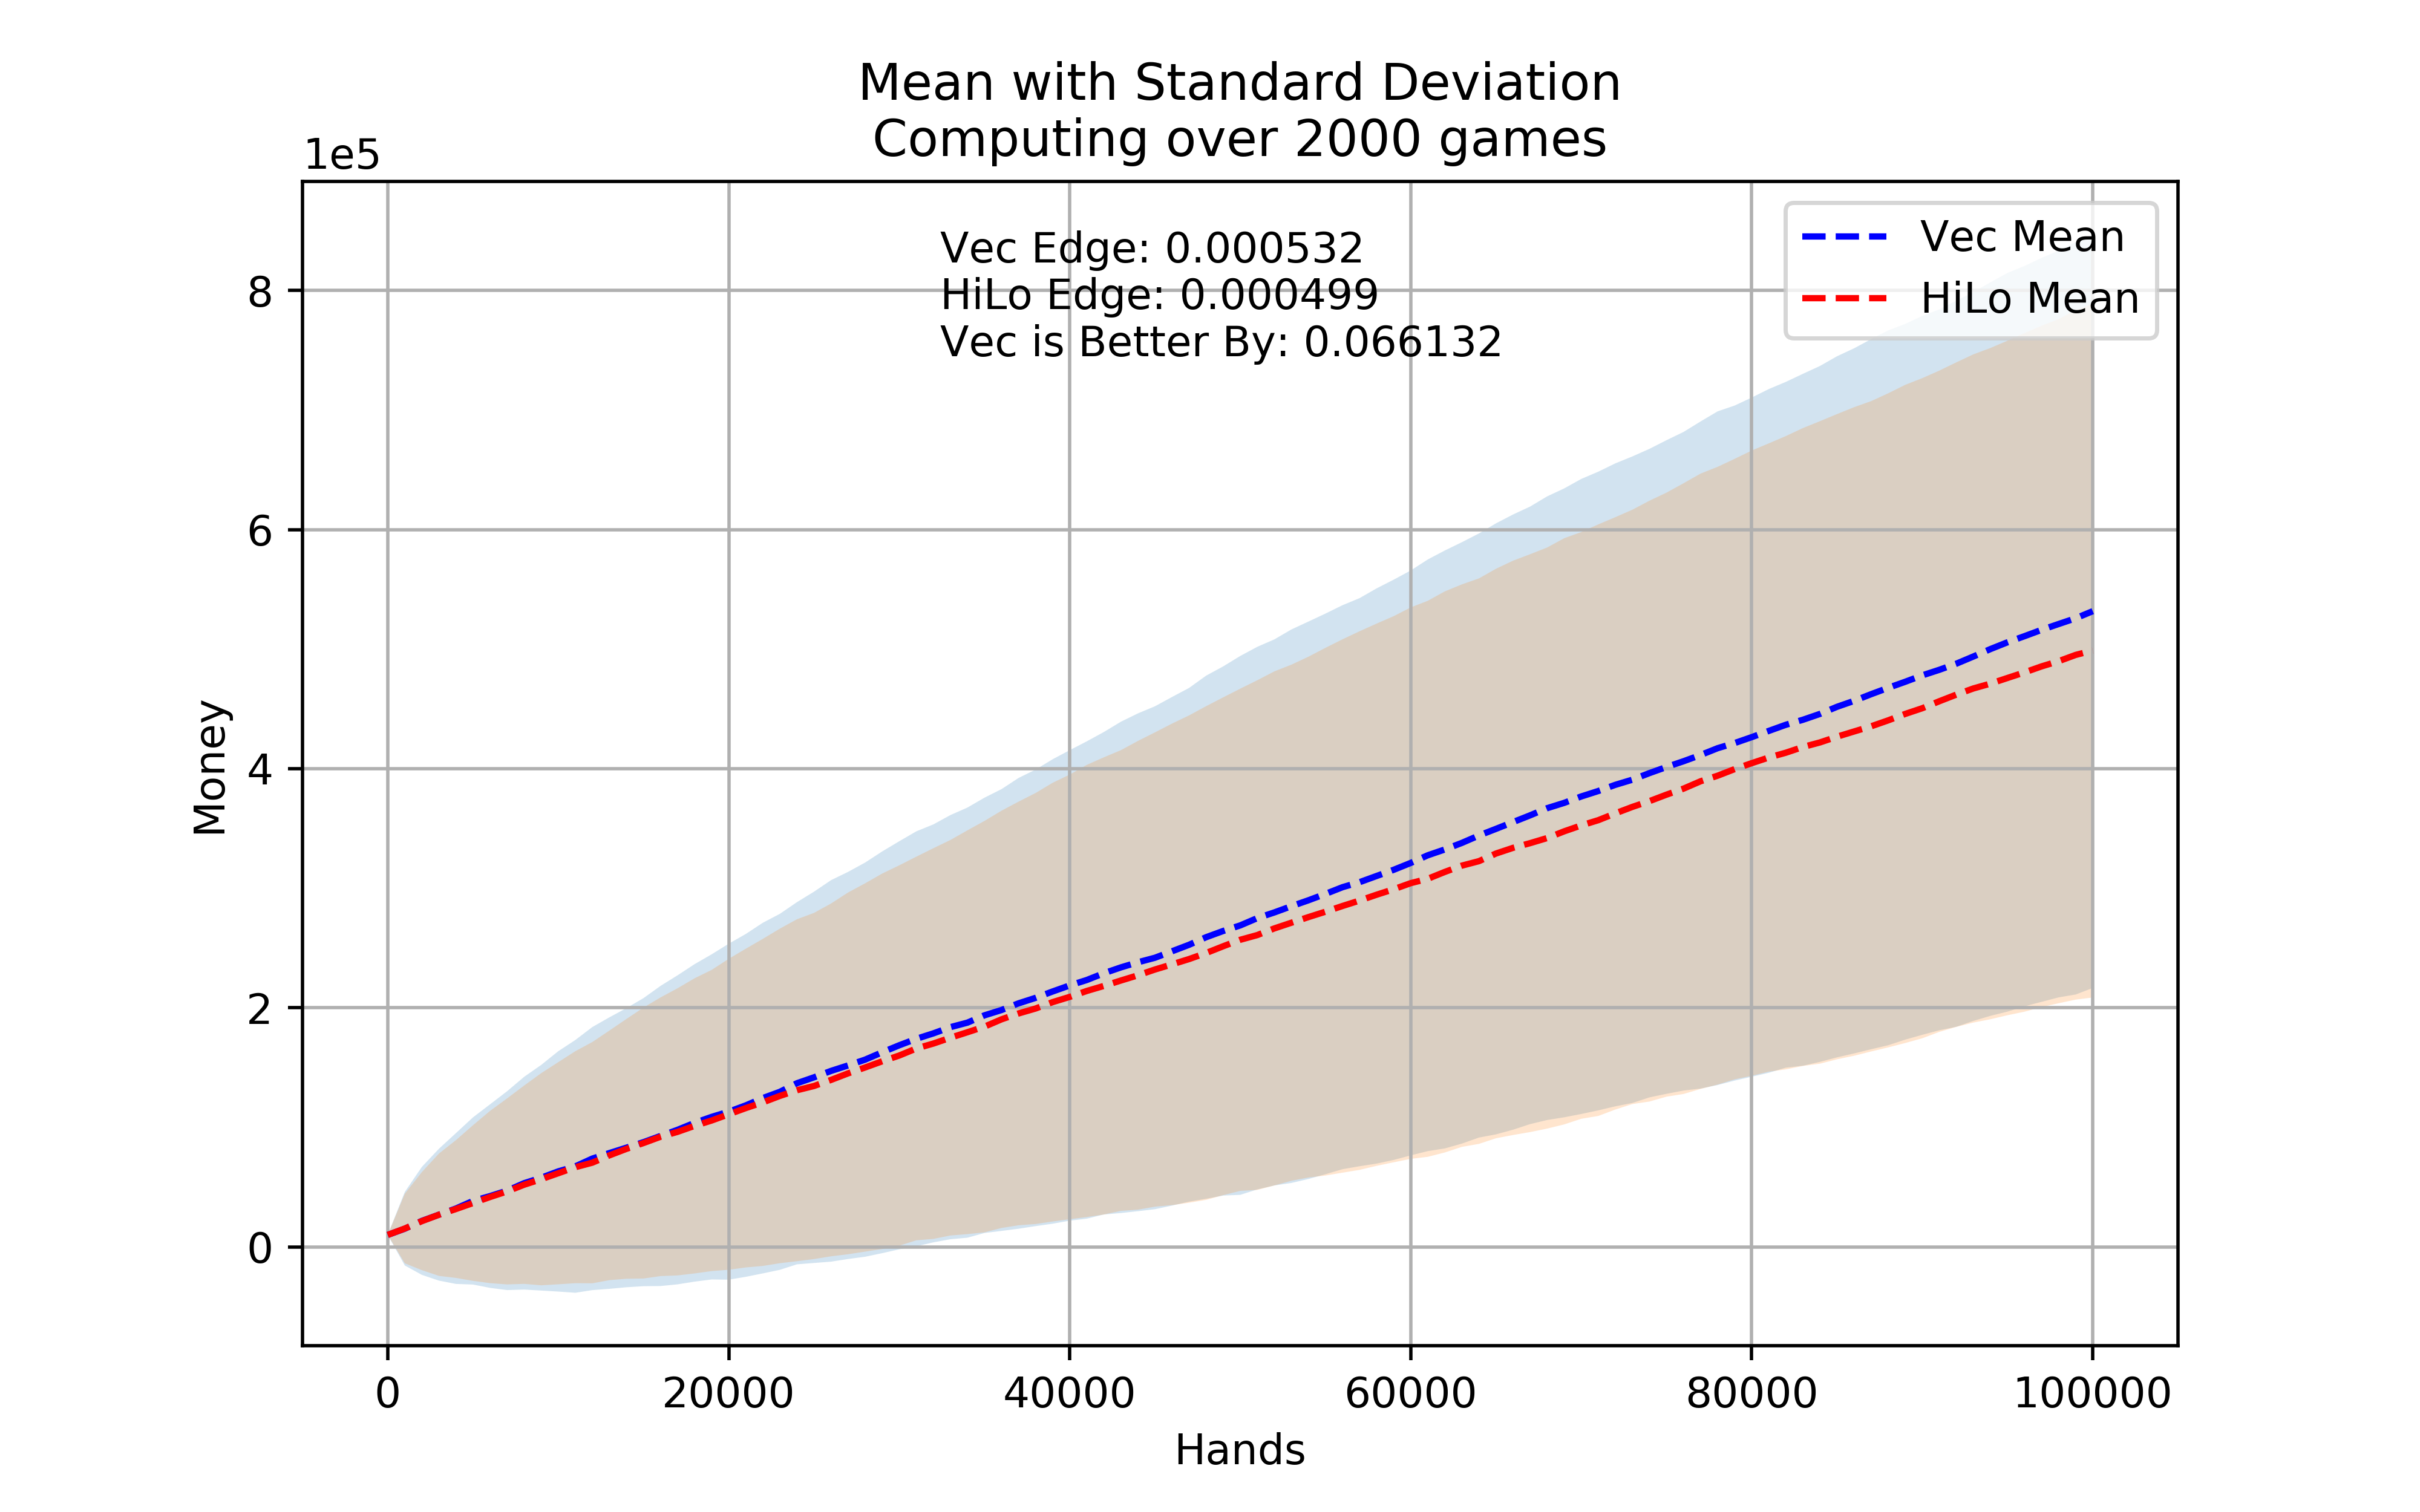 Mean with Standard Deviation
Computing over 2000 games
1e5
Vec Edge: 0.000532
HiLo Edge: 0.000499
Vec is Better By: 0.066132
Vec Mean
HiLo Mean
8
6
4
2
0
Money
0 20000 40000 60000 80000 100000
Hands